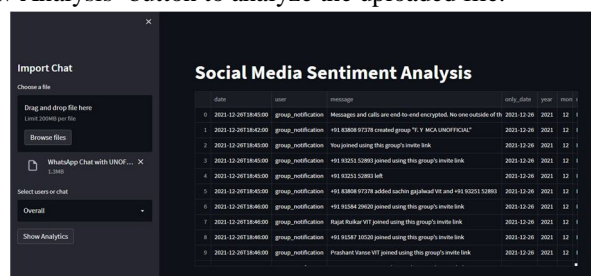 Analysis" button to analyze the uploaded file.
×
Import Chat
Choose a file
Drag and drop file here
Limit 200MB per file
Browse files
WhatsApp Chat with UNOF... ×
1.3MB
Select users or chat
Overall
Show Analytics
Social Media Sentiment Analysis
date user message only_date year mon
0 2021-12-26T18:45:00 group_notification Messages and calls are end-to-end encrypted. No one outside of th 2021-12-26 2021 12
1 2021-12-26T18:42:00 group_notification +91 83808 97378 created group "F. Y MCA UNOFFICIAL" 2021-12-26 2021 12
2 2021-12-26T18:45:00 group_notification You joined using this group's invite link 2021-12-26 2021 12
3 2021-12-26T18:45:00 group_notification +91 93251 52893 joined using this group's invite link 2021-12-26 2021 12
4 2021-12-26T18:45:00 group_notification +91 93251 52893 left 2021-12-26 2021 12
5 2021-12-26T18:45:00 group_notification +91 83808 97378 added sachin gajalwad Vit and +91 93251 52893 2021-12-26 2021 12
6 2021-12-26T18:46:00 group_notification +91 91584 29620 joined using this group's invite link 2021-12-26 2021 12
7 2021-12-26T18:46:00 group_notification Rajat Ruikar VIT joined using this group's invite link 2021-12-26 2021 12
8 2021-12-26T18:46:00 group_notification +91 91587 10520 joined using this group's invite link 2021-12-26 2021 12
9 2021-12-26T18:46:00 group_notification Prashant Vanse VIT joined using this group's invite link 2021-12-26 2021 12